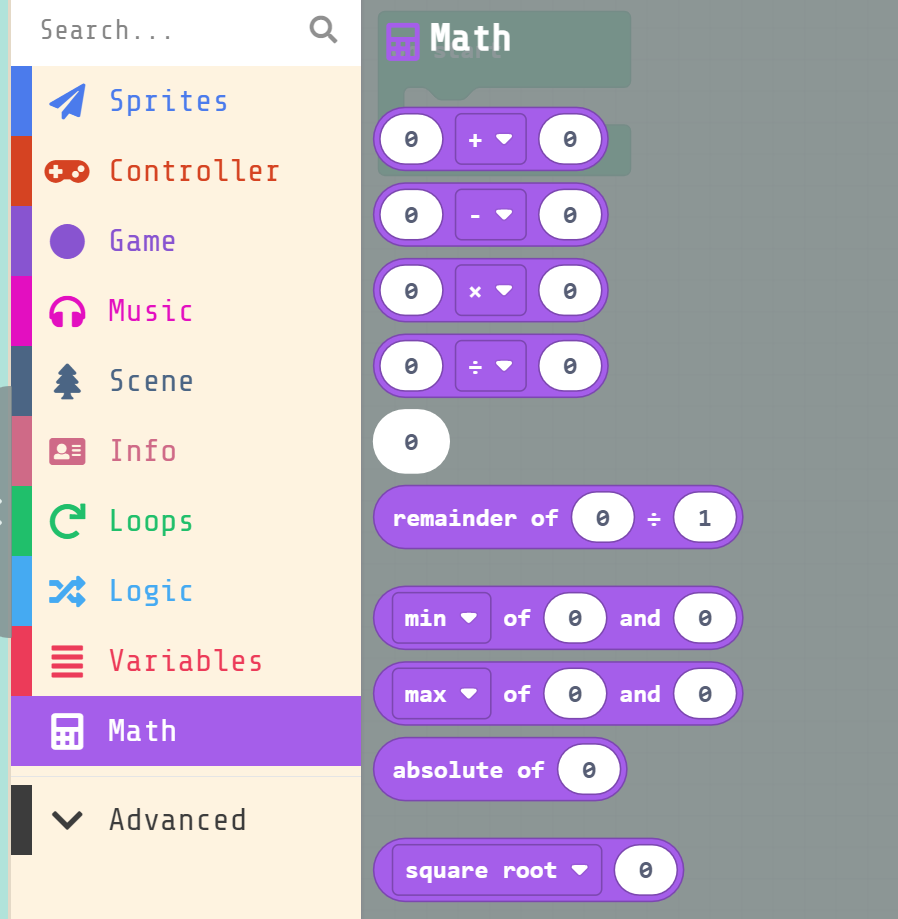 Search...
Sprites
Controller
Game
Music
Scene
Info
Loops
Logic
Variables
Math
Advanced
Math
start
0 + 0
0 - 0
0 × 0
0 ÷ 0
0
remainder of 0 ÷ 1
min of 0 and 0
max of 0 and 0
absolute of 0
square root 0